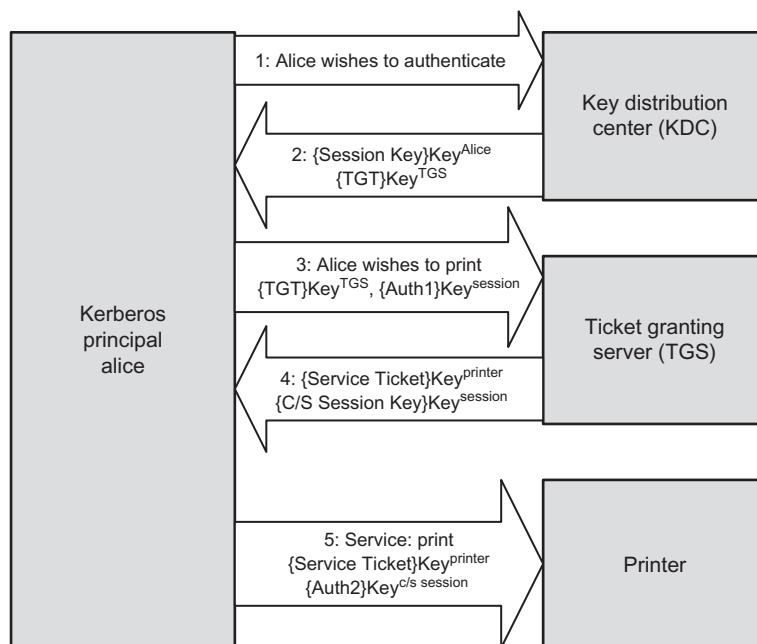 1: Alice wishes to authenticate
Key distribution
center (KDC)
2: {Session Key}Key^Alice
{TGT}Key^TGS
3: Alice wishes to print
{TGT}Key^TGS, {Auth1}Key^session
Kerberos
principal
alice
Ticket granting
server (TGS)
4: {Service Ticket}Key^printer
{C/S Session Key}Key^session
5: Service: print
{Service Ticket}Key^printer
{Auth2}Key^c/s session
Printer